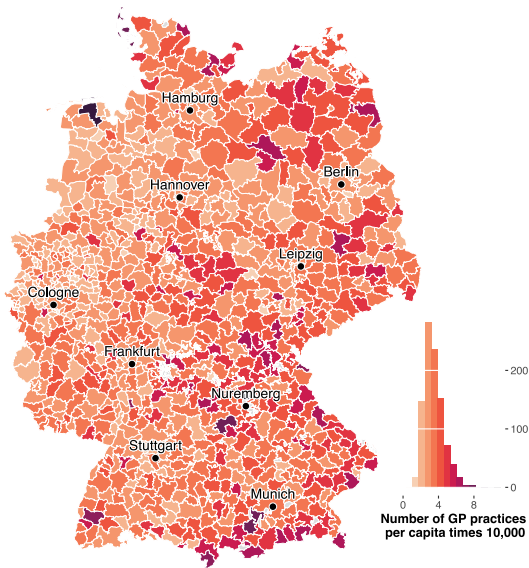 Hamburg
Berlin
Hannover
Leipzig
Cologne
Frankfurt
Nuremberg
Stuttgart
Munich
200
100
0
0 4 8
Number of GP practices
per capita times 10,000